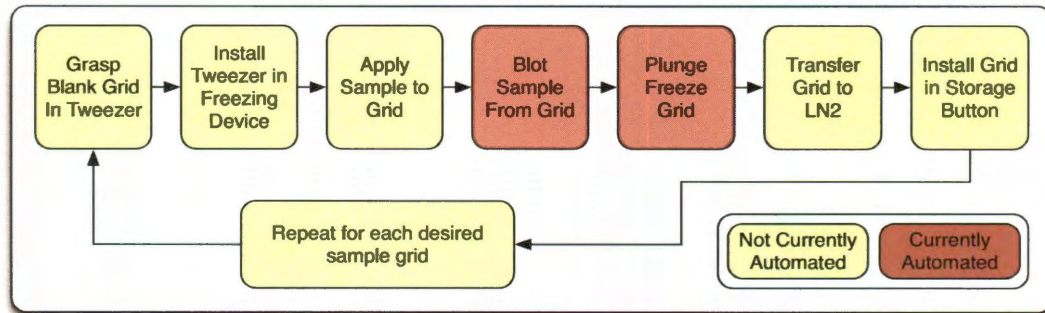 Grasp
Blank Grid
In Tweezer
Install
Tweezer in
Freezing
Device
Apply
Sample to
Grid
Blot
Sample
From Grid
Plunge
Freeze
Grid
Transfer
Grid to
LN2
Install Grid
in Storage
Button
Repeat for each desired
sample grid
Not Currently
Automated
Currently
Automated